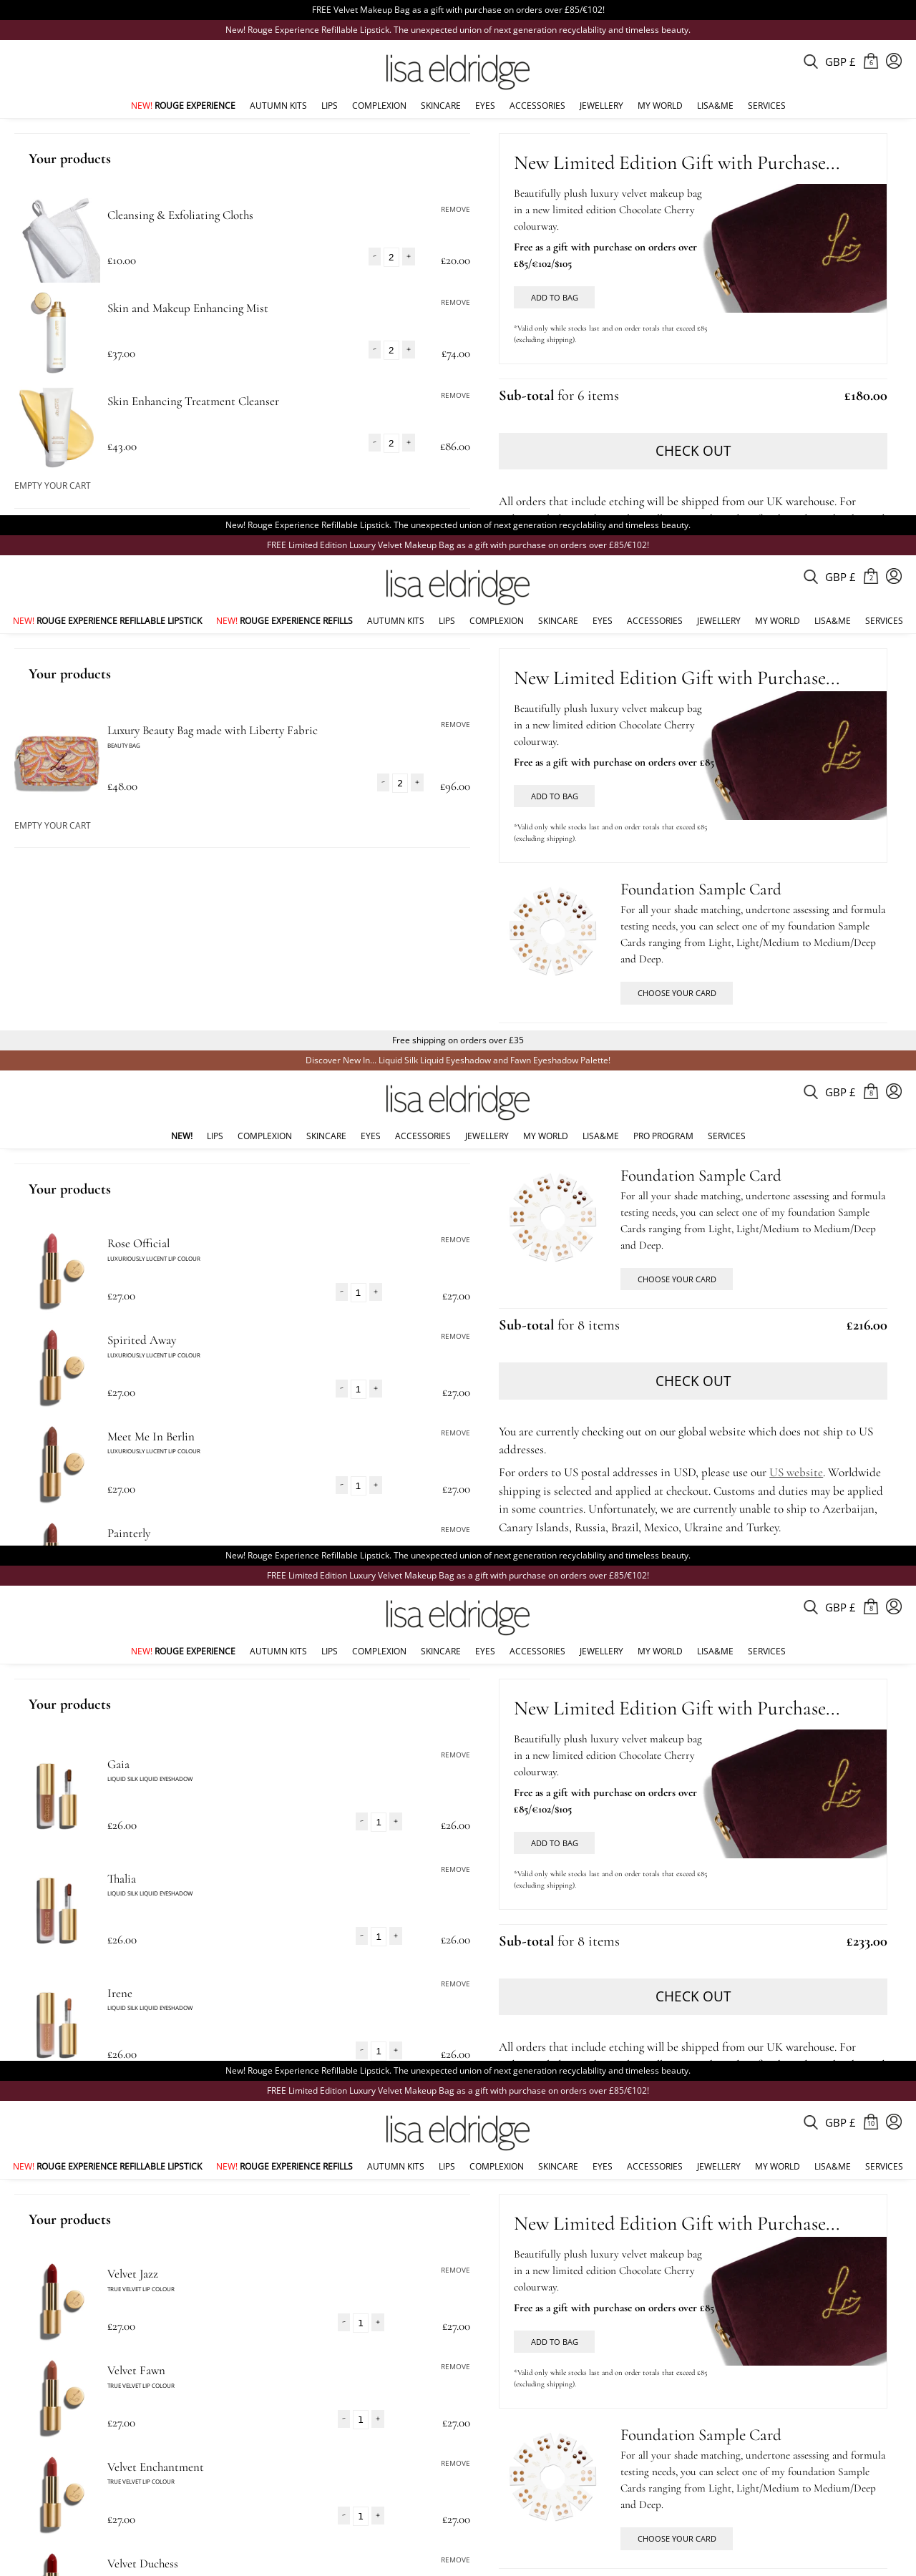 FREE Velvet Makeup Bag as a gift with purchase on orders over £85/€102!
New! Rouge Experience Refillable Lipstick. The unexpected union of next generation recyclability and timeless beauty.
lisa eldridge
GBP £ 6
NEW! ROUGE EXPERIENCE AUTUMN KITS LIPS COMPLEXION SKINCARE EYES ACCESSORIES JEWELLERY MY WORLD LISA&ME SERVICES
Your products
Cleansing & Exfoliating Cloths
REMOVE
£10.00 - 2 + £20.00
Skin and Makeup Enhancing Mist
REMOVE
£37.00 - 2 + £74.00
Skin Enhancing Treatment Cleanser
REMOVE
£43.00 - 2 + £86.00
EMPTY YOUR CART
New Limited Edition Gift with Purchase...
Beautifully plush luxury velvet makeup bag
in a new limited edition Chocolate Cherry
colourway.
Free as a gift with purchase on orders over
£85/€102/$105
ADD TO BAG
*Valid only while stocks last and on order totals that exceed £85
(excluding shipping).
Sub-total for 6 items £180.00
CHECK OUT
All orders that include etching will be shipped from our UK warehouse. For
New! Rouge Experience Refillable Lipstick. The unexpected union of next generation recyclability and timeless beauty.
FREE Limited Edition Luxury Velvet Makeup Bag as a gift with purchase on orders over £85/€102!
lisa eldridge
GBP £ 2
NEW! ROUGE EXPERIENCE REFILLABLE LIPSTICK NEW! ROUGE EXPERIENCE REFILLS AUTUMN KITS LIPS COMPLEXION SKINCARE EYES ACCESSORIES JEWELLERY MY WORLD LISA&ME SERVICES
Your products
Luxury Beauty Bag made with Liberty Fabric
REMOVE
BEAUTY BAG
£48.00 - 2 + £96.00
EMPTY YOUR CART
New Limited Edition Gift with Purchase...
Beautifully plush luxury velvet makeup bag
in a new limited edition Chocolate Cherry
colourway.
Free as a gift with purchase on orders over £85
ADD TO BAG
*Valid only while stocks last and on order totals that exceed £85
(excluding shipping).
Foundation Sample Card
For all your shade matching, undertone assessing and formula
testing needs, you can select one of my foundation Sample
Cards ranging from Light, Light/Medium to Medium/Deep
and Deep.
CHOOSE YOUR CARD
Free shipping on orders over £35
Discover New In... Liquid Silk Liquid Eyeshadow and Fawn Eyeshadow Palette!
lisa eldridge
GBP £ 8
NEW! LIPS COMPLEXION SKINCARE EYES ACCESSORIES JEWELLERY MY WORLD LISA&ME PRO PROGRAM SERVICES
Your products
Rose Official
REMOVE
LUXURIOUSLY LUCENT LIP COLOUR
£27.00 - 1 + £27.00
Spirited Away
REMOVE
LUXURIOUSLY LUCENT LIP COLOUR
£27.00 - 1 + £27.00
Meet Me In Berlin
REMOVE
LUXURIOUSLY LUCENT LIP COLOUR
£27.00 - 1 + £27.00
Painterly
REMOVE
Foundation Sample Card
For all your shade matching, undertone assessing and formula
testing needs, you can select one of my foundation Sample
Cards ranging from Light, Light/Medium to Medium/Deep
and Deep.
CHOOSE YOUR CARD
Sub-total for 8 items £216.00
CHECK OUT
You are currently checking out on our global website which does not ship to US
addresses.
For orders to US postal addresses in USD, please use our US website. Worldwide
shipping is selected and applied at checkout. Customs and duties may be applied
in some countries. Unfortunately, we are currently unable to ship to Azerbaijan,
Canary Islands, Russia, Brazil, Mexico, Ukraine and Turkey.
New! Rouge Experience Refillable Lipstick. The unexpected union of next generation recyclability and timeless beauty.
FREE Limited Edition Luxury Velvet Makeup Bag as a gift with purchase on orders over £85/€102!
lisa eldridge
GBP £ 8
NEW! ROUGE EXPERIENCE AUTUMN KITS LIPS COMPLEXION SKINCARE EYES ACCESSORIES JEWELLERY MY WORLD LISA&ME SERVICES
Your products
Gaia
REMOVE
LIQUID SILK LIQUID EYESHADOW
£26.00 - 1 + £26.00
Thalia
REMOVE
LIQUID SILK LIQUID EYESHADOW
£26.00 - 1 + £26.00
Irene
REMOVE
LIQUID SILK LIQUID EYESHADOW
£26.00 - 1 + £26.00
New Limited Edition Gift with Purchase...
Beautifully plush luxury velvet makeup bag
in a new limited edition Chocolate Cherry
colourway.
Free as a gift with purchase on orders over
£85/€102/$105
ADD TO BAG
*Valid only while stocks last and on order totals that exceed £85
(excluding shipping).
Sub-total for 8 items £233.00
CHECK OUT
All orders that include etching will be shipped from our UK warehouse. For
New! Rouge Experience Refillable Lipstick. The unexpected union of next generation recyclability and timeless beauty.
FREE Limited Edition Luxury Velvet Makeup Bag as a gift with purchase on orders over £85/€102!
lisa eldridge
GBP £ 10
NEW! ROUGE EXPERIENCE REFILLABLE LIPSTICK NEW! ROUGE EXPERIENCE REFILLS AUTUMN KITS LIPS COMPLEXION SKINCARE EYES ACCESSORIES JEWELLERY MY WORLD LISA&ME SERVICES
Your products
Velvet Jazz
REMOVE
TRUE VELVET LIP COLOUR
£27.00 - 1 + £27.00
Velvet Fawn
REMOVE
TRUE VELVET LIP COLOUR
£27.00 - 1 + £27.00
Velvet Enchantment
REMOVE
TRUE VELVET LIP COLOUR
£27.00 - 1 + £27.00
Velvet Duchess
REMOVE
New Limited Edition Gift with Purchase...
Beautifully plush luxury velvet makeup bag
in a new limited edition Chocolate Cherry
colourway.
Free as a gift with purchase on orders over £85
ADD TO BAG
*Valid only while stocks last and on order totals that exceed £85
(excluding shipping).
Foundation Sample Card
For all your shade matching, undertone assessing and formula
testing needs, you can select one of my foundation Sample
Cards ranging from Light, Light/Medium to Medium/Deep
and Deep.
CHOOSE YOUR CARD